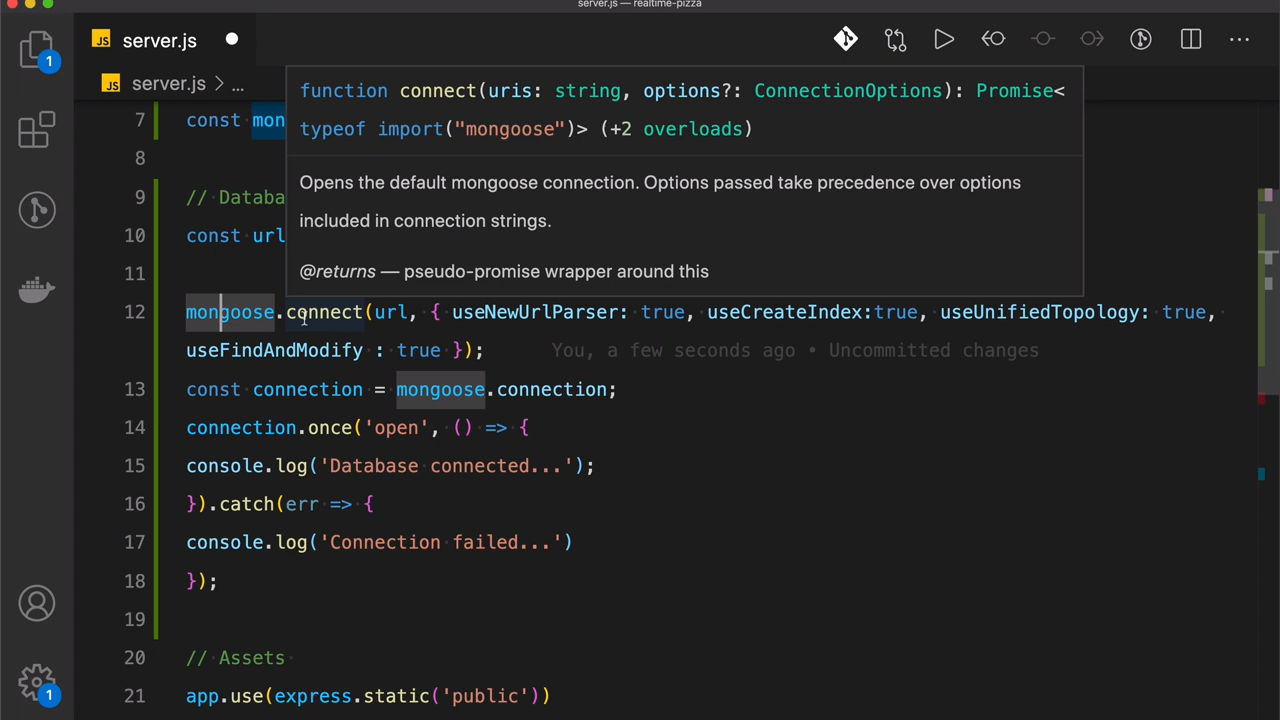 server.js — realtime-pizza
JS server.js
JS server.js > ...
function connect(uris: string, options?: ConnectionOptions): Promise<
typeof import("mongoose")> (+2 overloads)
Opens the default mongoose connection. Options passed take precedence over options
included in connection strings.
@returns — pseudo-promise wrapper around this
7 const mon
8
9 // Databa
10 const url
11
12 mongoose.connect(url, { useNewUrlParser: true, useCreateIndex:true, useUnifiedTopology: true,
useFindAndModify : true }); You, a few seconds ago • Uncommitted changes
13 const connection = mongoose.connection;
14 connection.once('open', () => {
15 console.log('Database connected...');
16 }).catch(err => {
17 console.log('Connection failed...')
18 });
19
20 // Assets
21 app.use(express.static('public'))
1
1